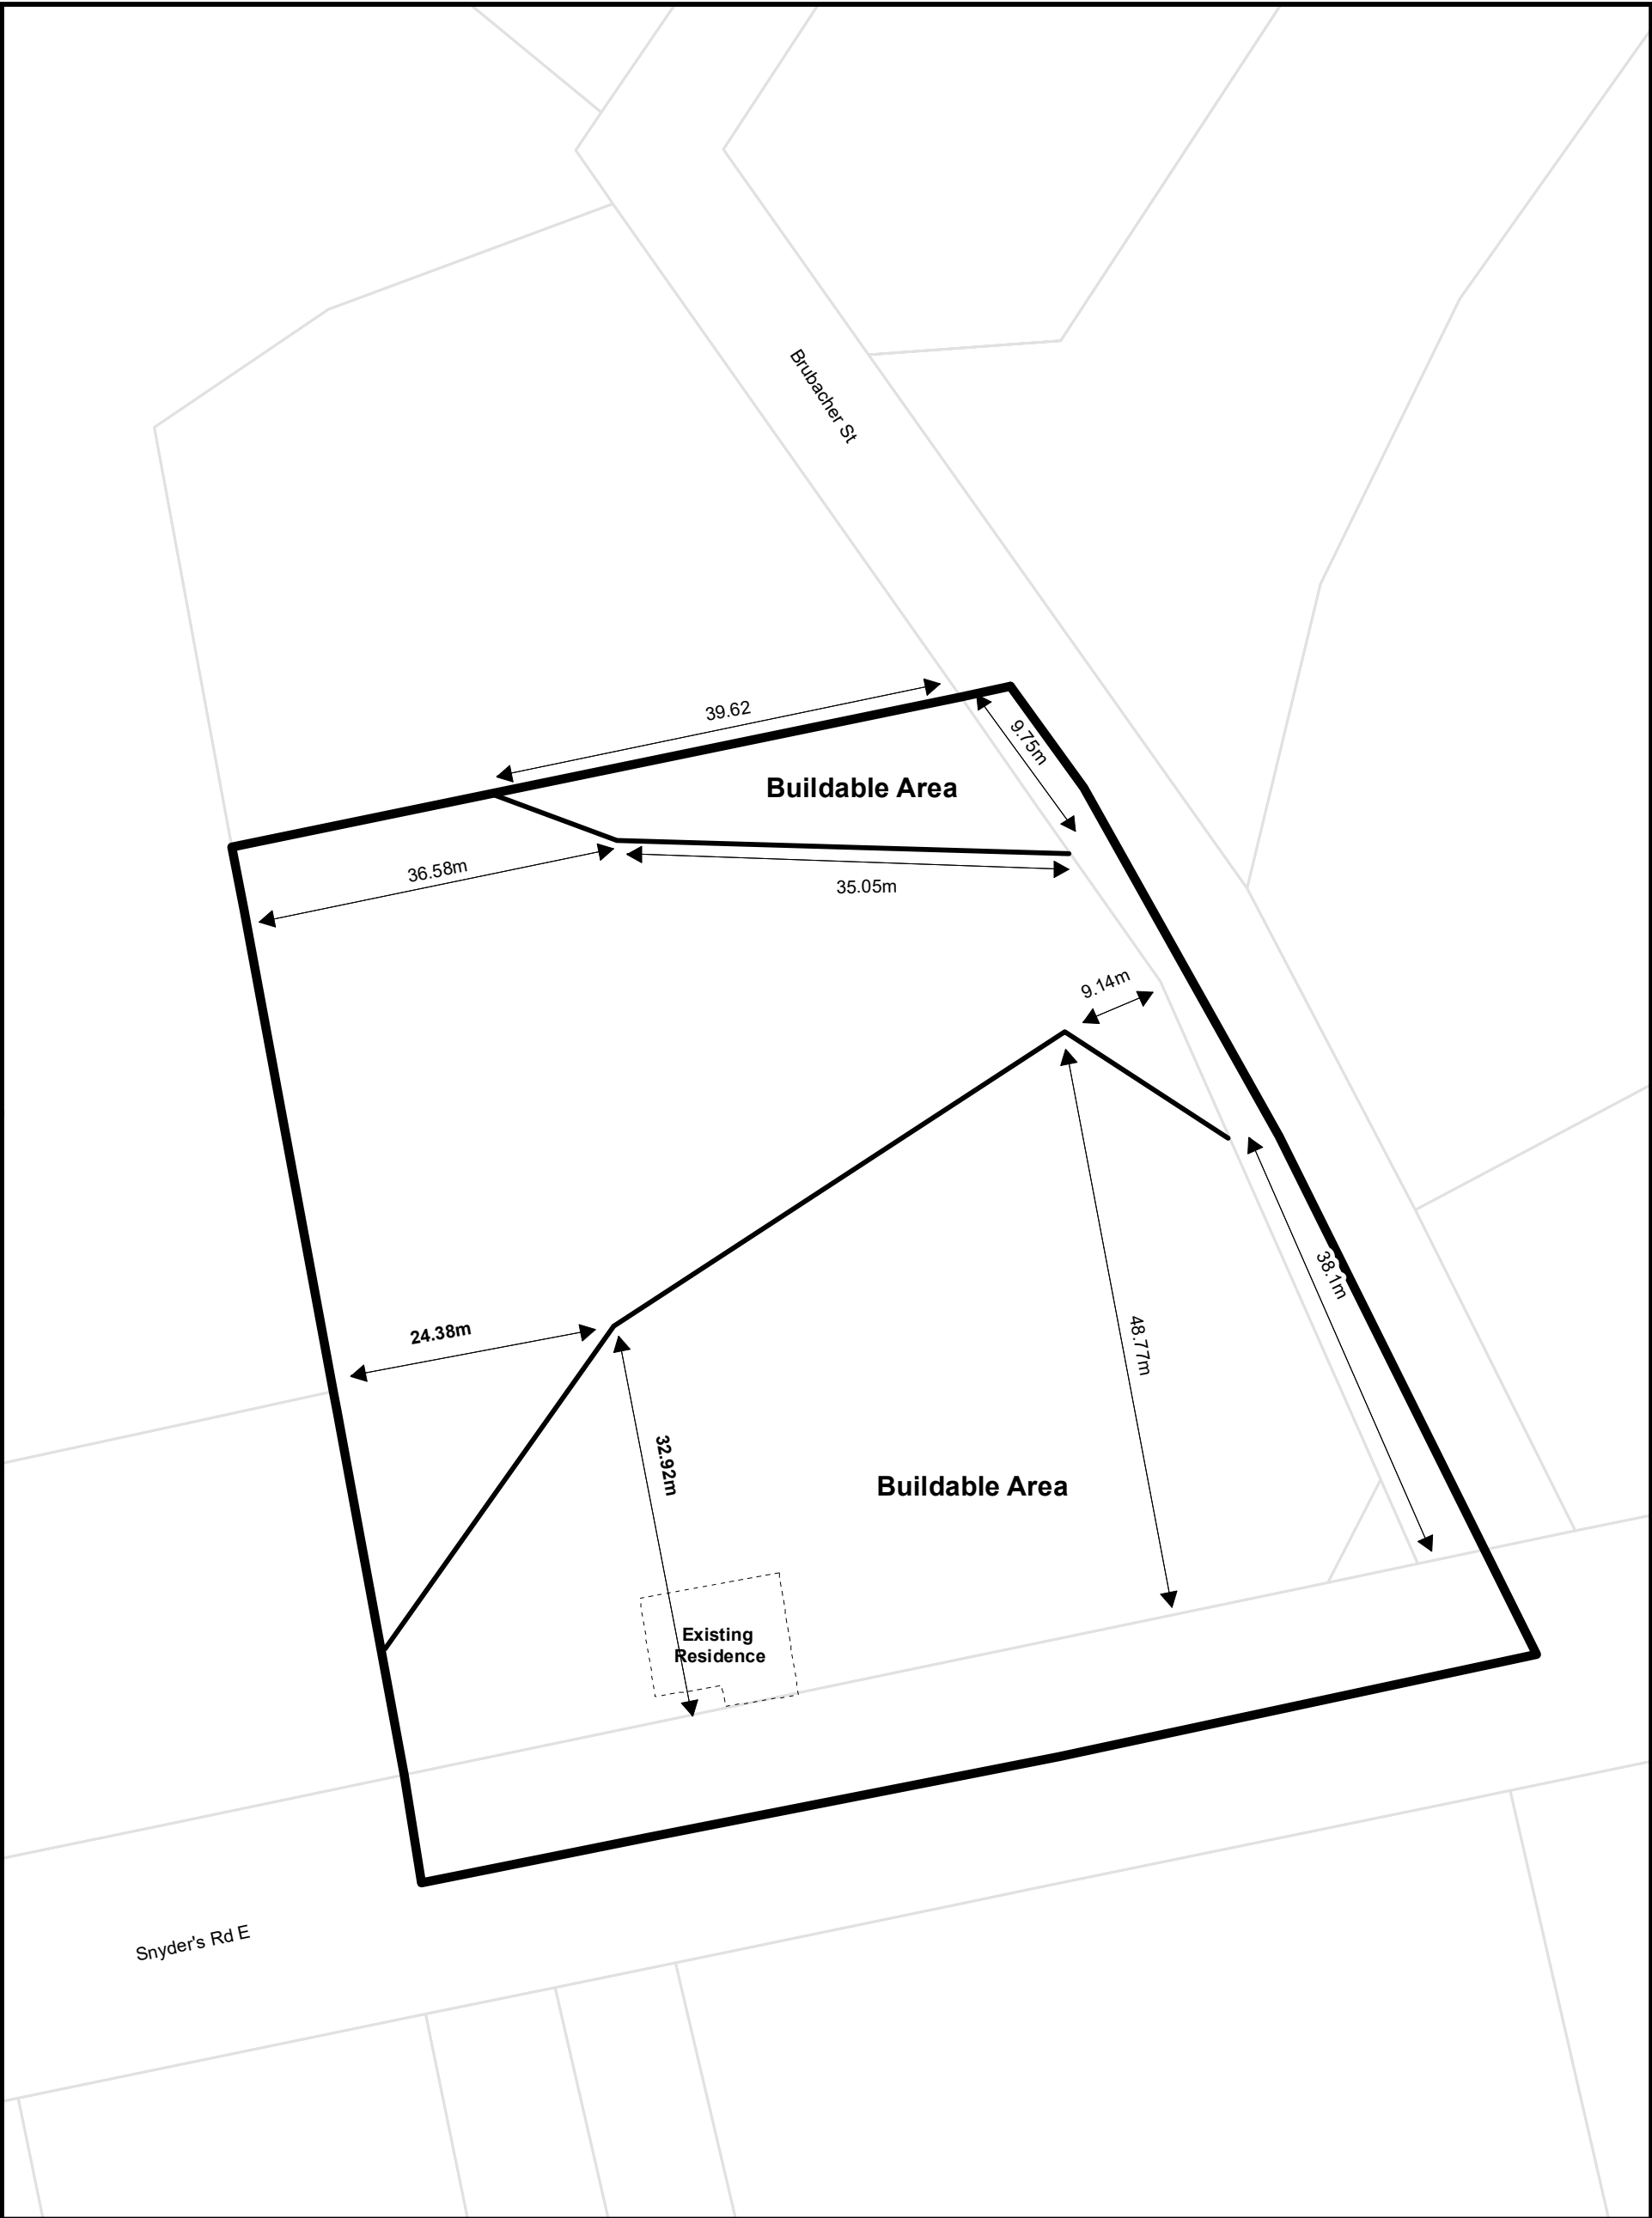 Brubacher St
39.62
9.75m
Buildable Area
36.58m
35.05m
9.14m
38.1m
24.38m
48.77m
32.92m
Buildable Area
Existing
Residence
Snyder's Rd E